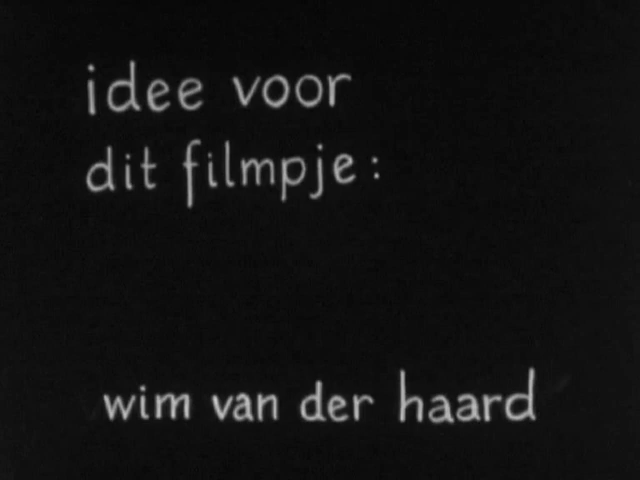 idee voor
dit filmpje:
wim van der haard